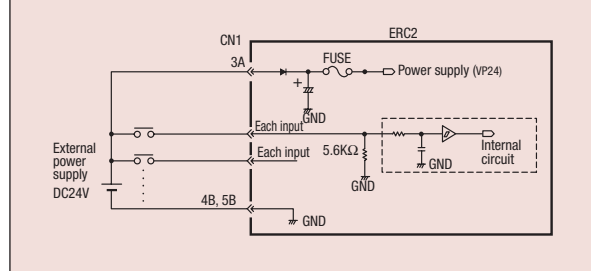 ERC2
CN1
3A
FUSE
Power supply (VP24)
+
GND
Each input
Each input
5.6KΩ
GND
GND
Internal
circuit
External
power
supply
DC24V
4B, 5B
GND